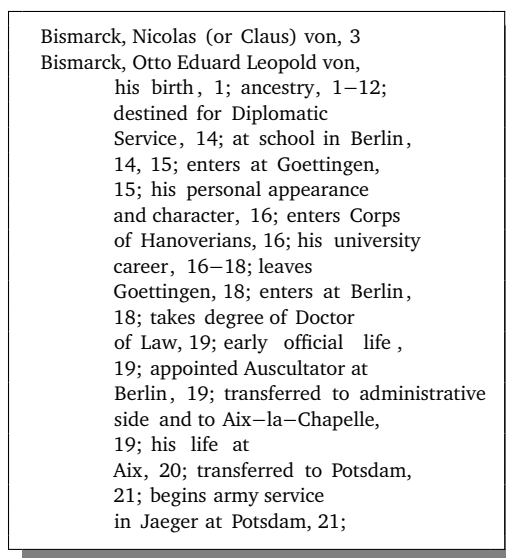 Bismarck, Nicolas (or Claus) von, 3
Bismarck, Otto Eduard Leopold von,
his birth, 1; ancestry, 1–12;
destined for Diplomatic
Service, 14; at school in Berlin,
14, 15; enters at Goettingen,
15; his personal appearance
and character, 16; enters Corps
of Hanoverians, 16; his university
career, 16–18; leaves
Goettingen, 18; enters at Berlin,
18; takes degree of Doctor
of Law, 19; early official life ,
19; appointed Auscultator at
Berlin, 19; transferred to administrative
side and to Aix–la–Chapelle,
19; his life at
Aix, 20; transferred to Potsdam,
21; begins army service
in Jaeger at Potsdam, 21;